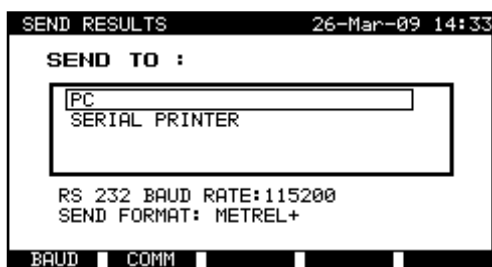 SEND RESULTS 26-Mar-09 14:33
SEND TO :
PC
SERIAL PRINTER
RS 232 BAUD RATE:115200
SEND FORMAT: METREL+
BAUD COMM